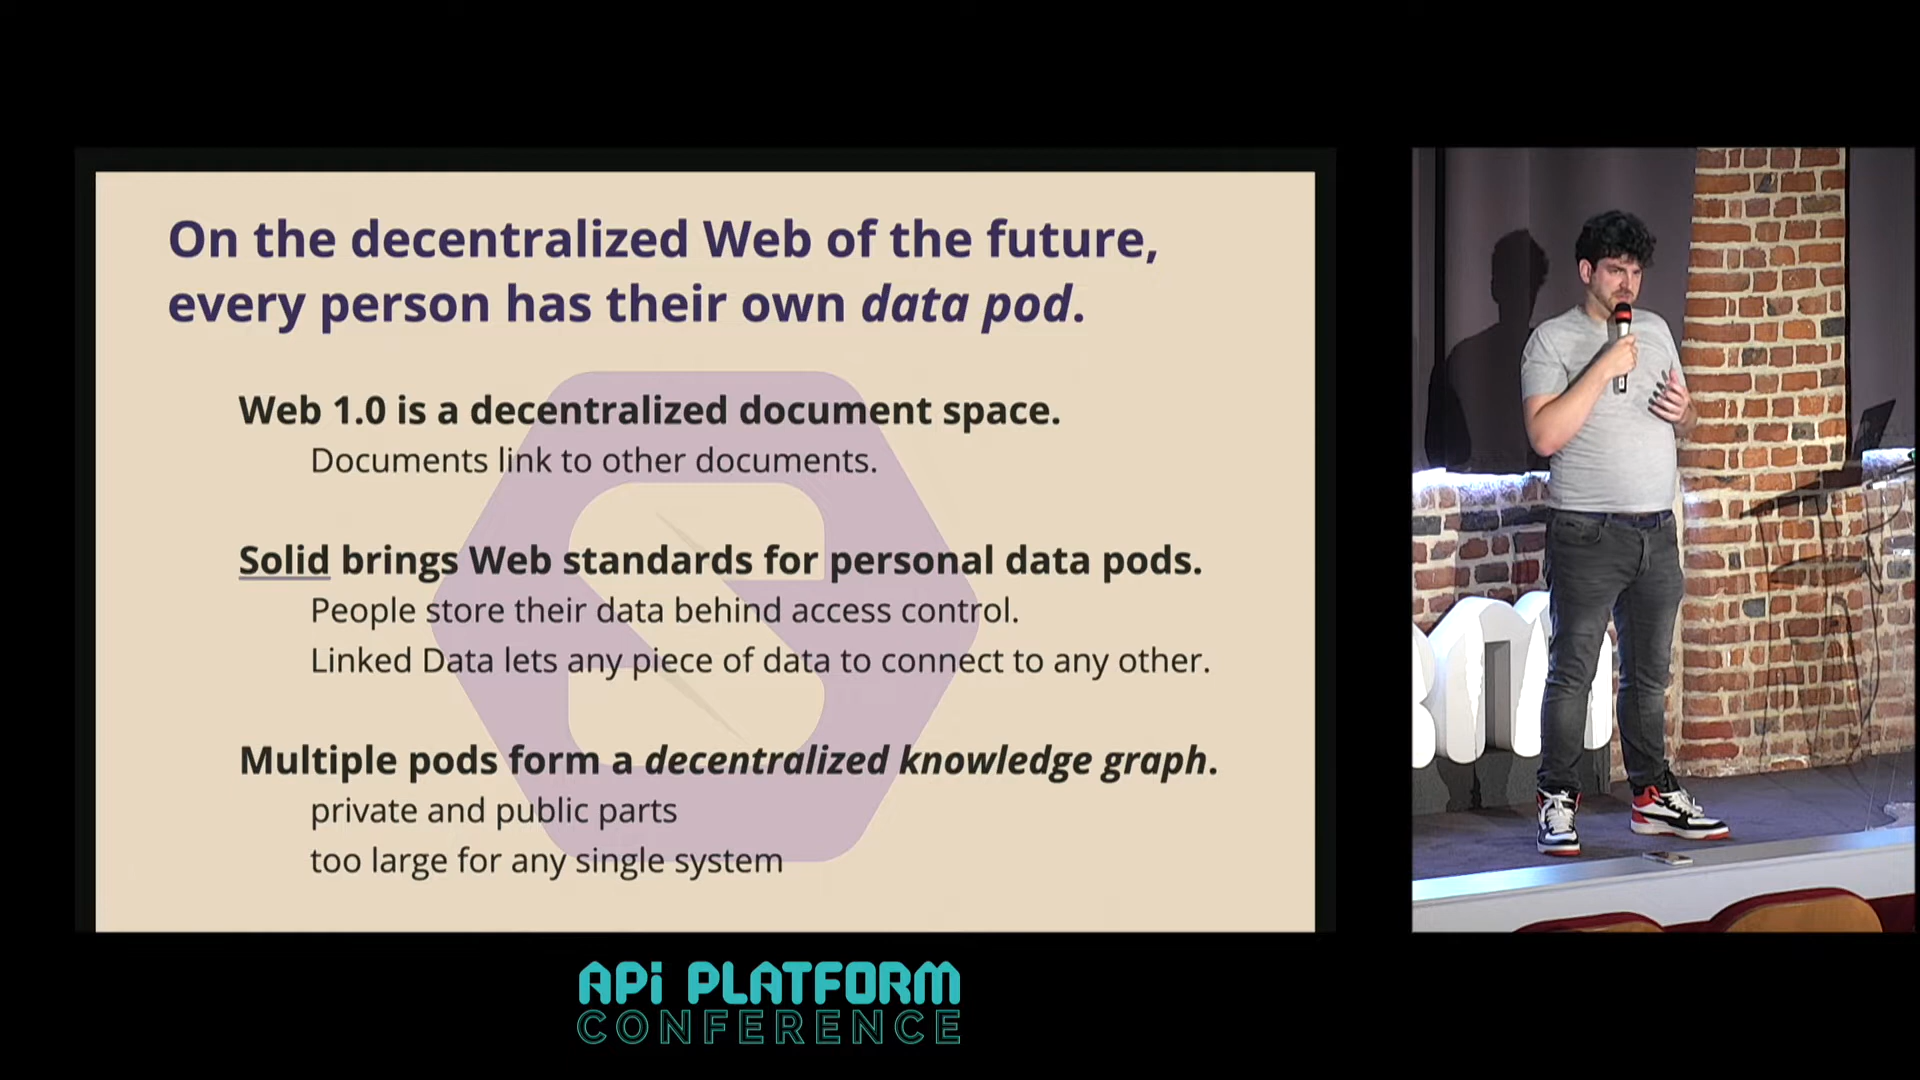 On the decentralized Web of the future,
every person has their own data pod.
Web 1.0 is a decentralized document space.
Documents link to other documents.
Solid brings Web standards for personal data pods.
People store their data behind access control.
Linked Data lets any piece of data to connect to any other.
Multiple pods form a decentralized knowledge graph.
private and public parts
too large for any single system
APi PLATFORM
CONFERENCE